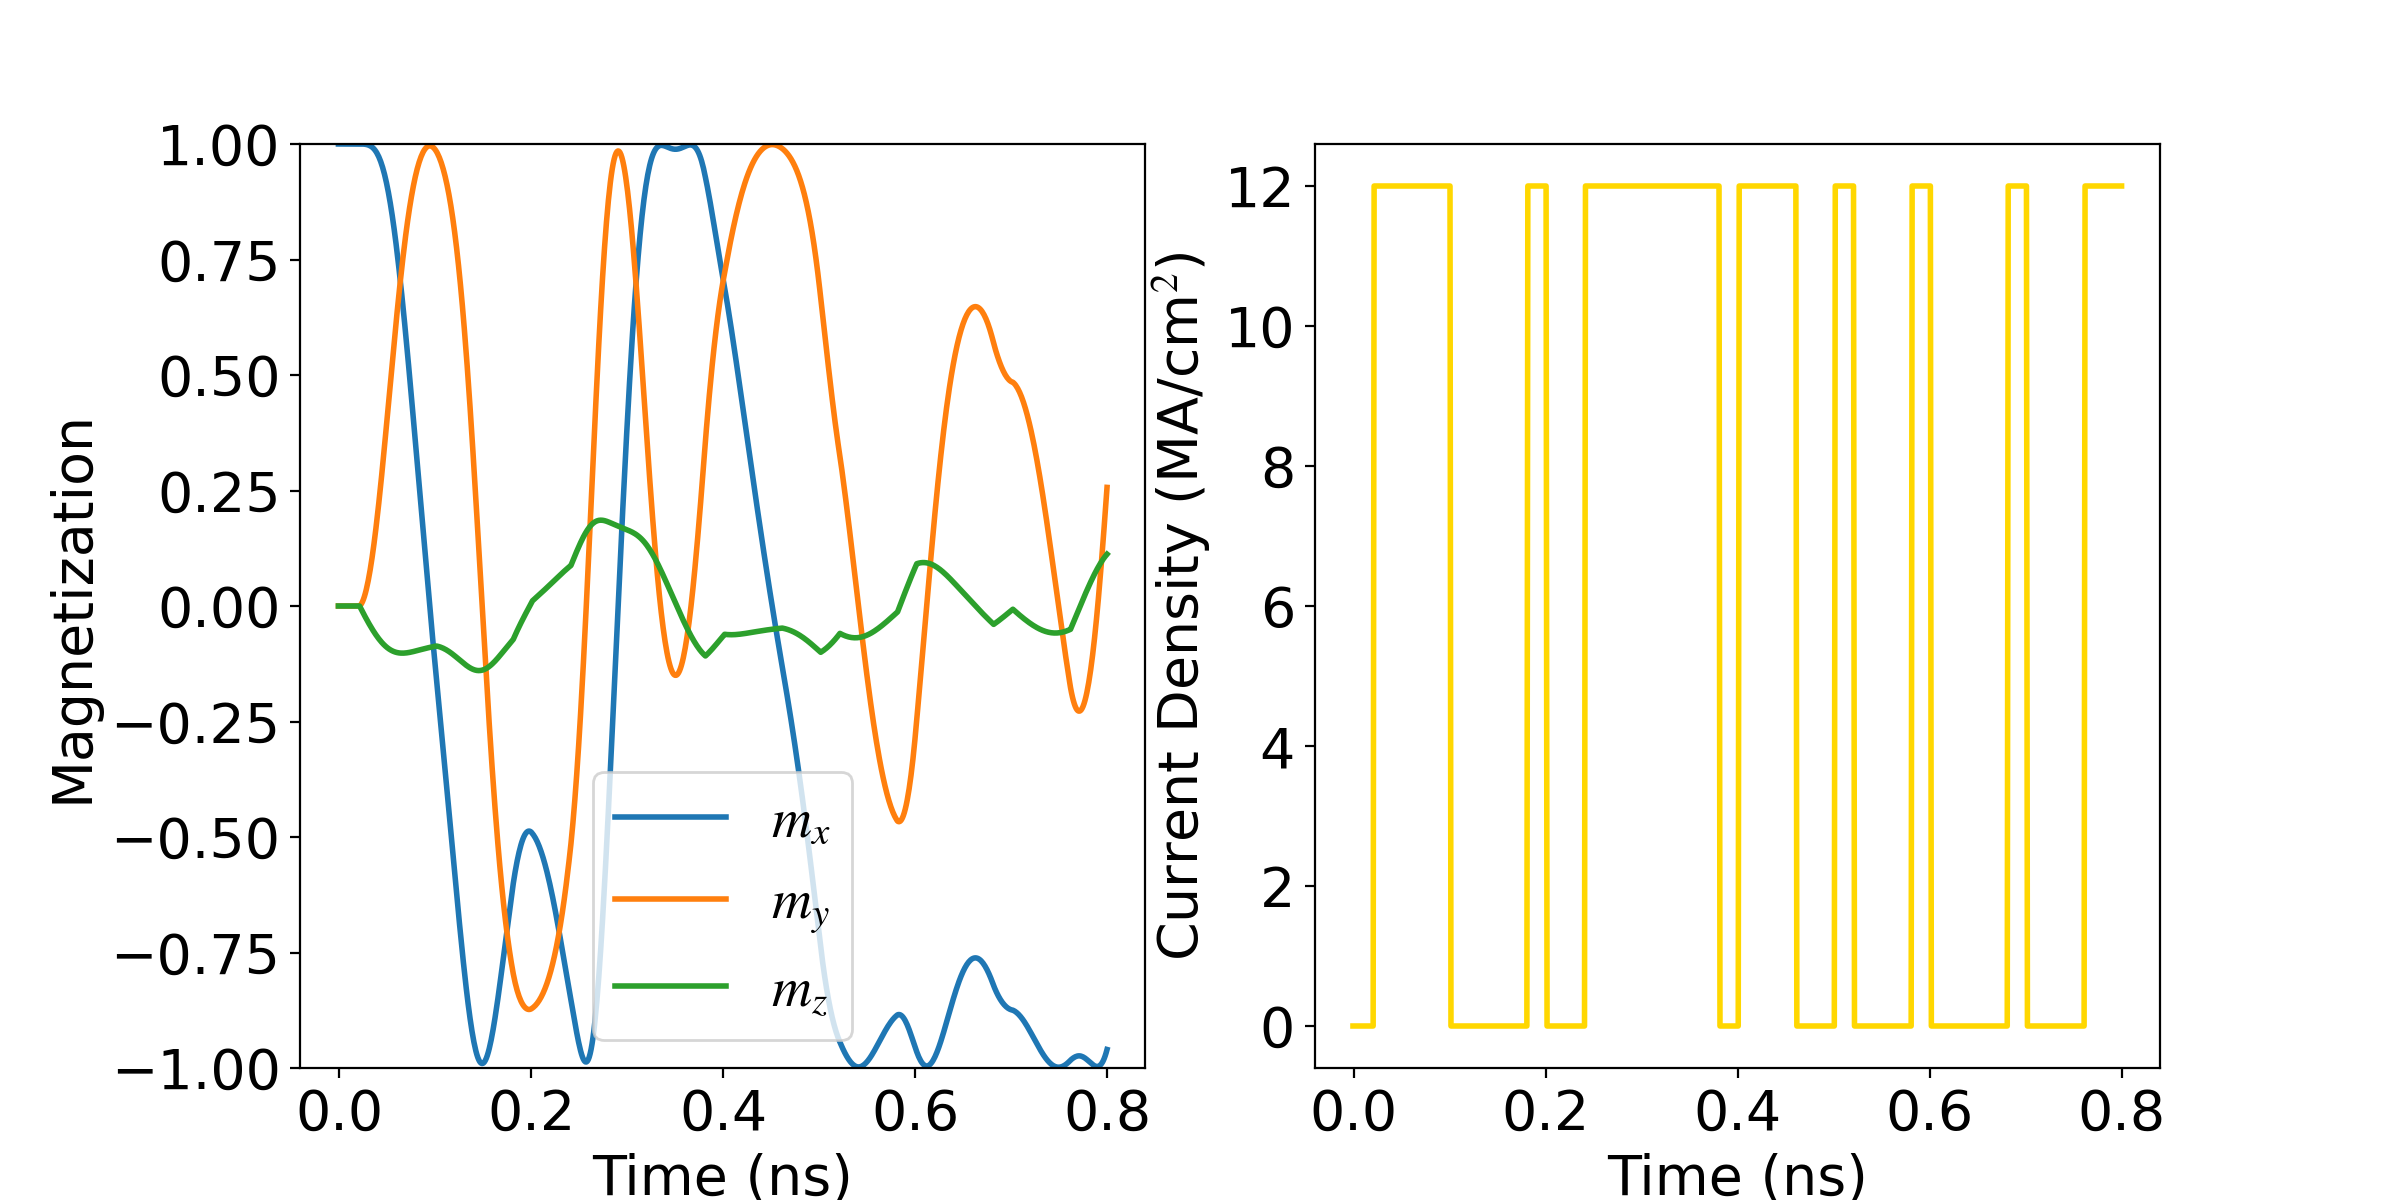 1.00
0.75
0.50
0.25
0.00
−0.25
−0.50
−0.75
−1.00
Magnetization
m_x
m_y
m_z
0.0 0.2 0.4 0.6 0.8
Time (ns)
12
10
8
6
4
2
0
Current Density (MA/cm²)
0.0 0.2 0.4 0.6 0.8
Time (ns)